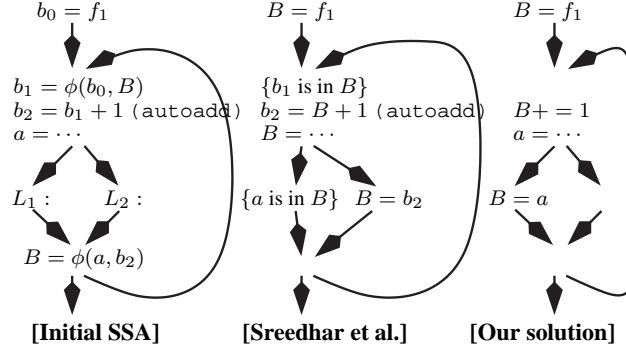 b₀ = f₁
b₁ = ϕ(b₀, B)
b₂ = b₁ + 1 (autoadd)
a = ⋯
L₁ :
L₂ :
B = ϕ(a, b₂)
[Initial SSA]
B = f₁
{b₁ is in B}
b₂ = B + 1 (autoadd)
B = ⋯
{a is in B}
B = b₂
[Sreedhar et al.]
B = f₁
B+ = 1
a = ⋯
B = a
[Our solution]